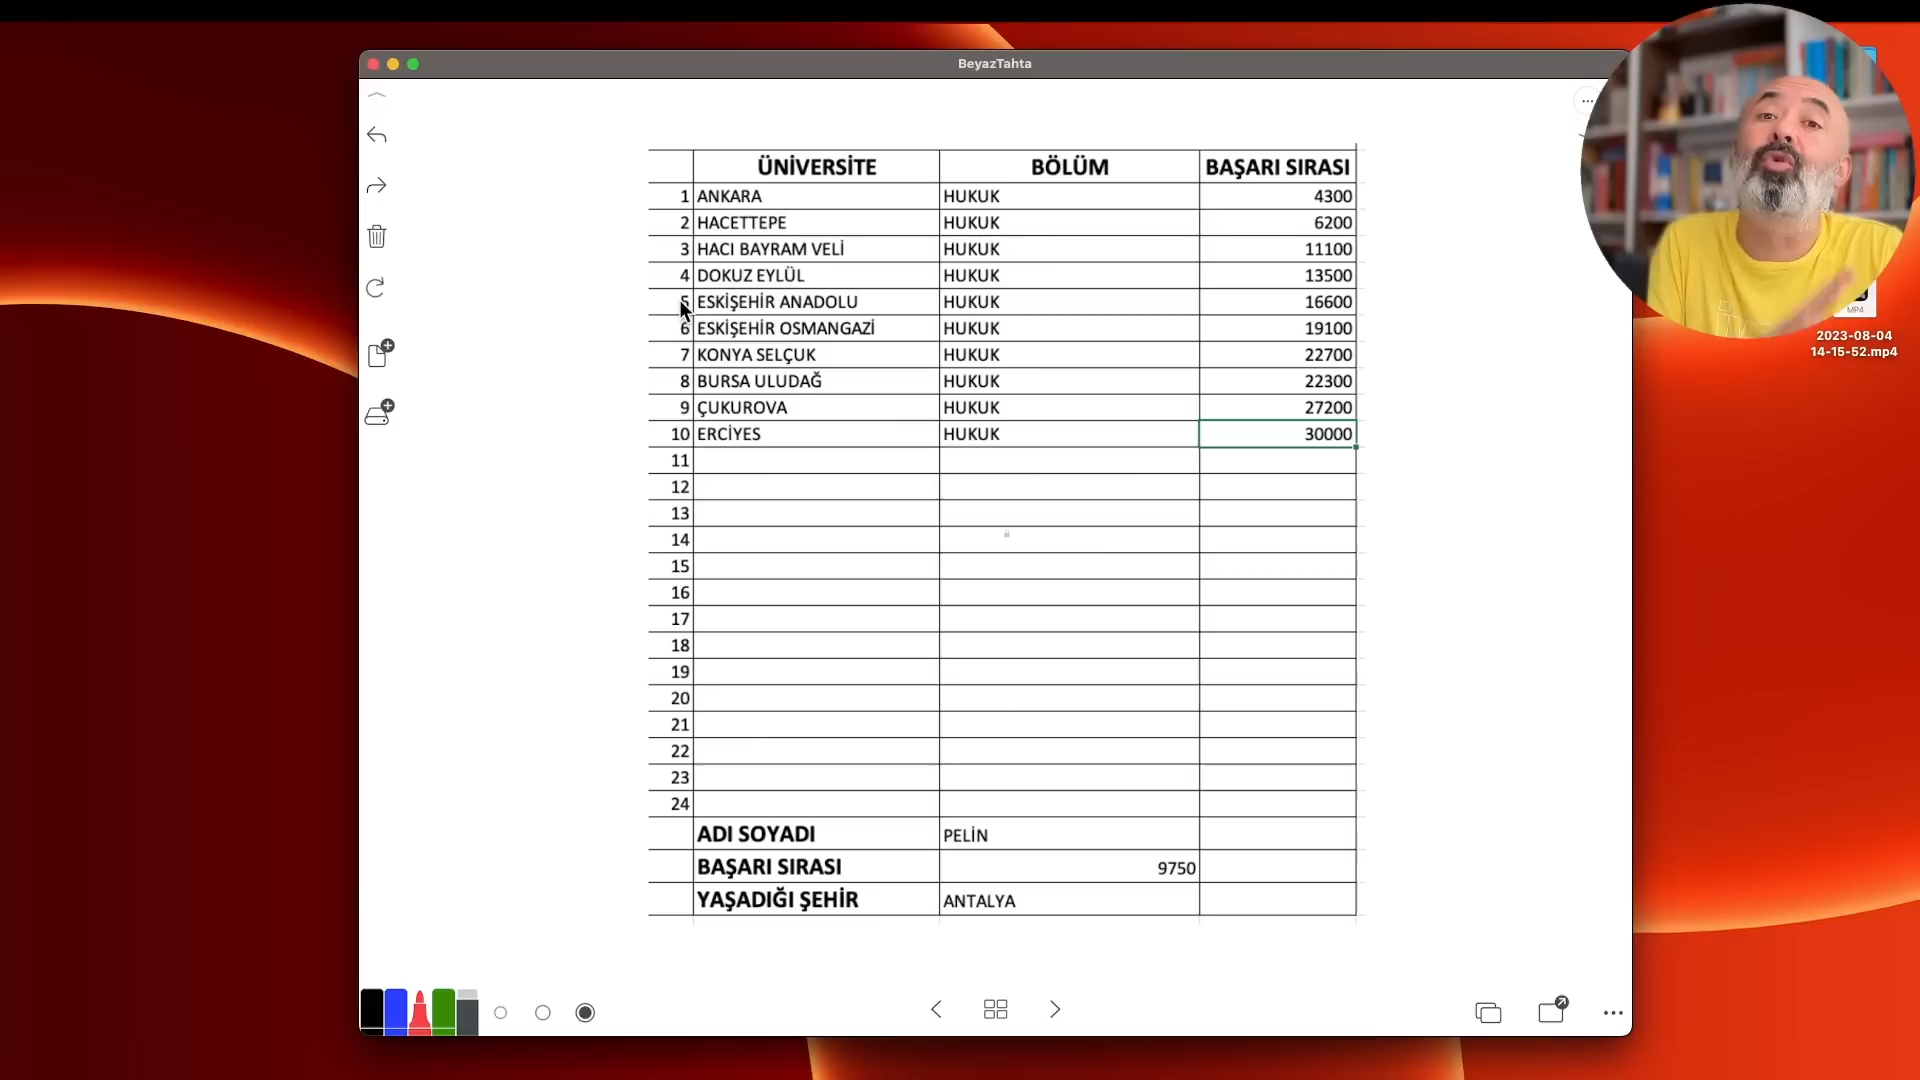 BeyazTahta
ÜNİVERSİTE BÖLÜM BAŞARI SIRASI
1 ANKARA HUKUK 4300
2 HACETTEPE HUKUK 6200
3 HACI BAYRAM VELİ HUKUK 11100
4 DOKUZ EYLÜL HUKUK 13500
5 ESKİŞEHİR ANADOLU HUKUK 16600
6 ESKİŞEHİR OSMANGAZİ HUKUK 19100
7 KONYA SELÇUK HUKUK 22700
8 BURSA ULUDAĞ HUKUK 22300
9 ÇUKUROVA HUKUK 27200
10 ERCİYES HUKUK 30000
11
12
13
14
15
16
17
18
19
20
21
22
23
24
ADI SOYADI PELİN
BAŞARI SIRASI 9750
YAŞADIĞI ŞEHİR ANTALYA
MP4
2023-08-04
14-15-52.mp4